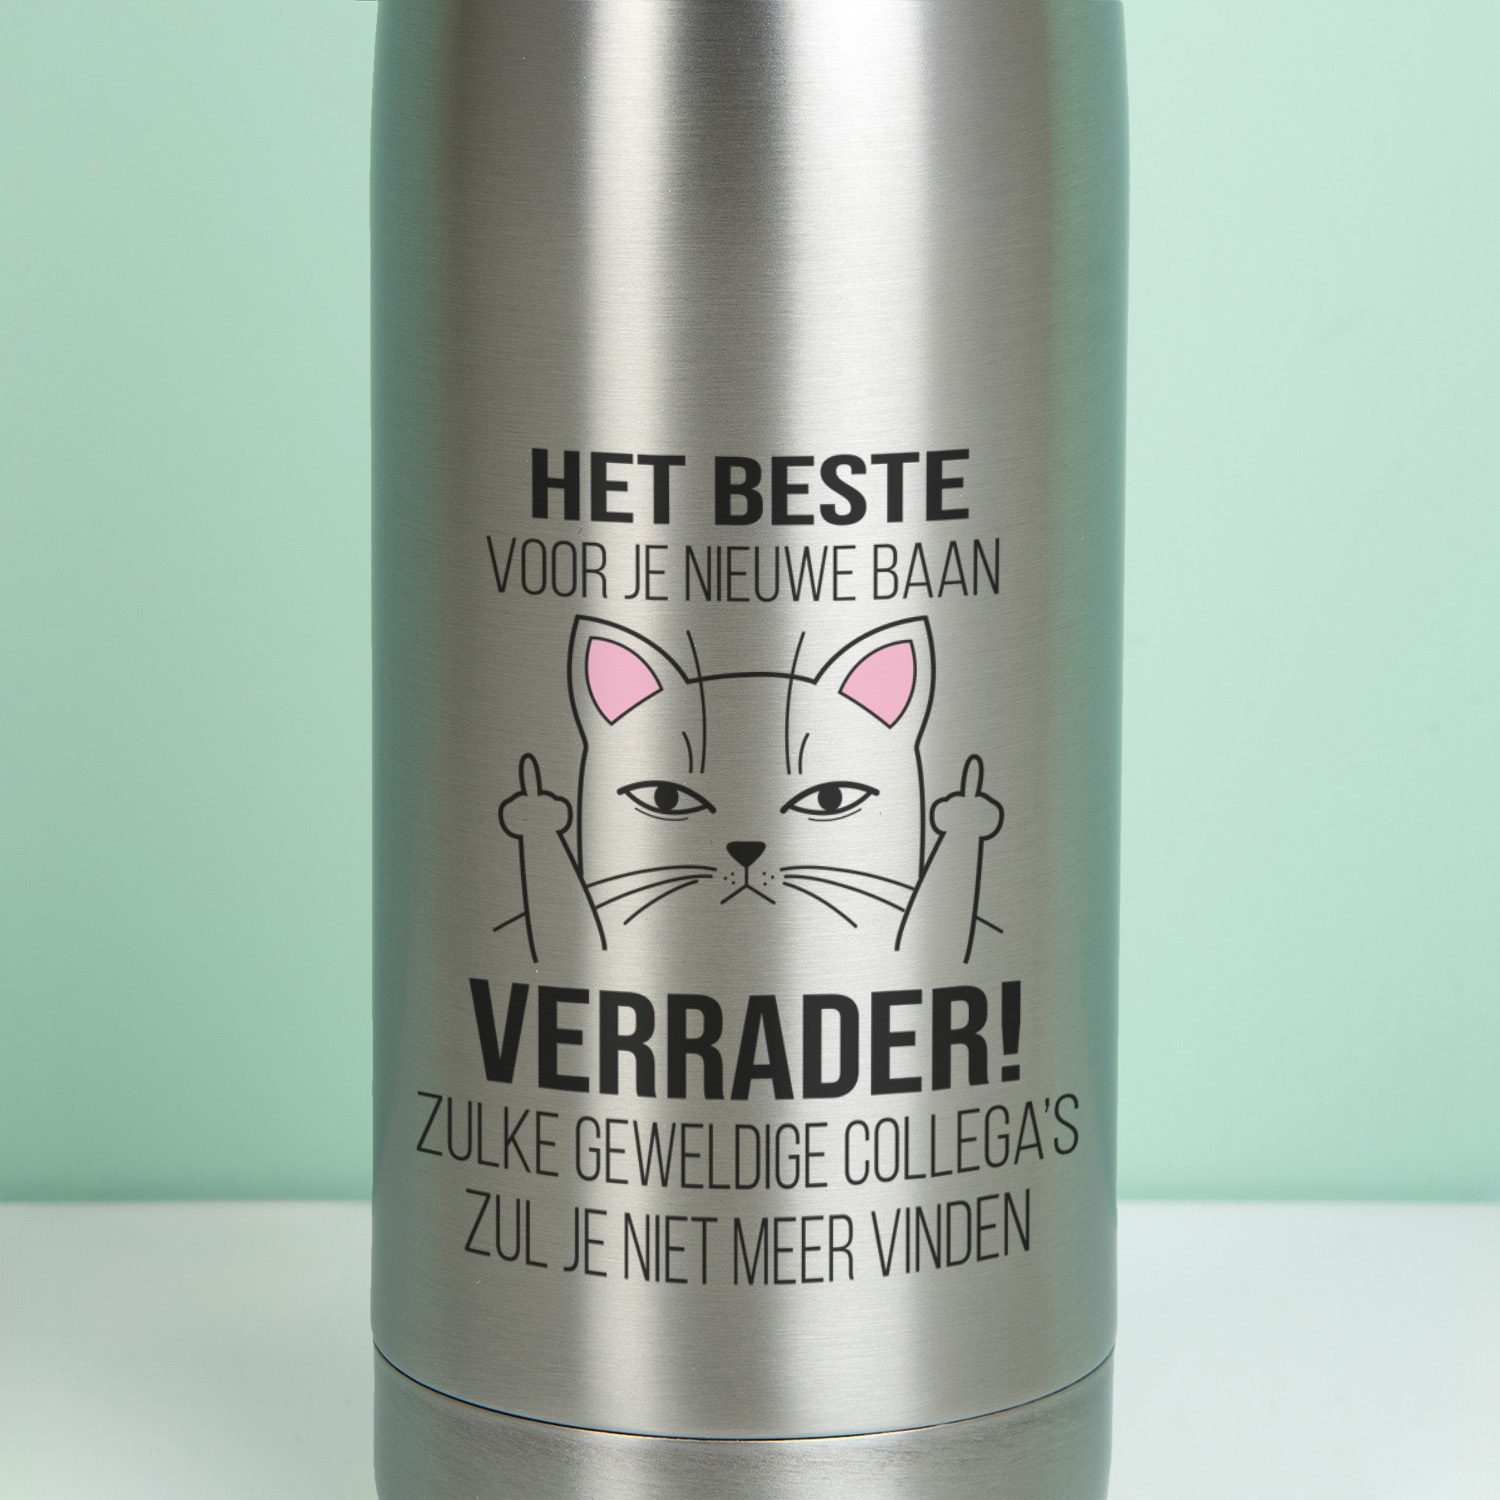 HET BESTE
VOOR JE NIEUWE BAAN
VERRADER!
ZULKE GEWELDIGE COLLEGA'S
ZUL JE NIET MEER VINDEN